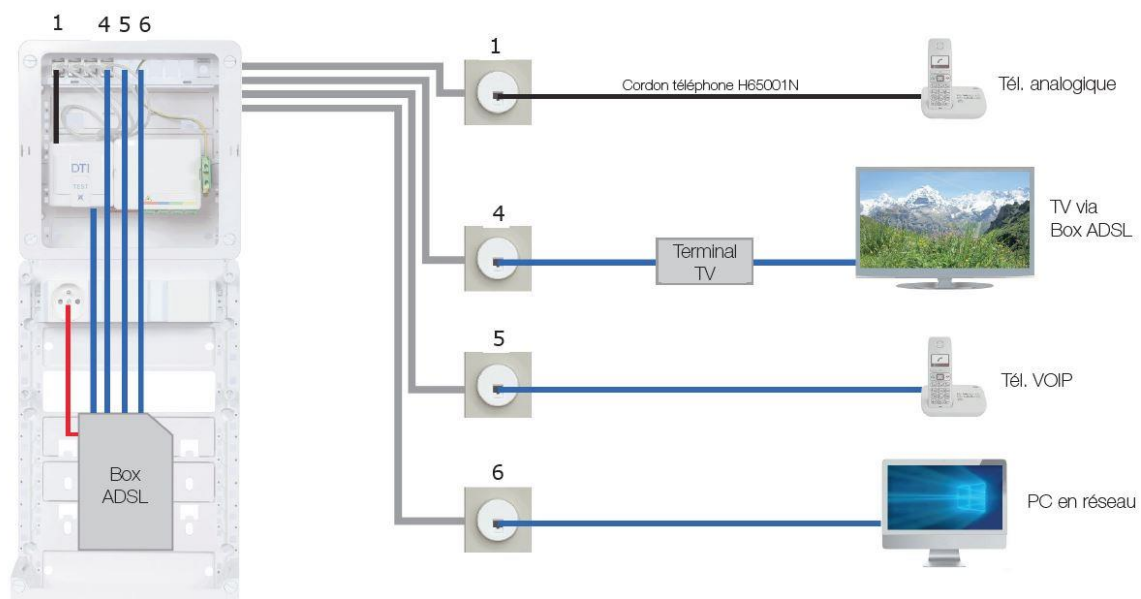 1 4 5 6
DTI
TEST
Box
ADSL
1
Cordon téléphone H65001N
Tél. analogique
4
Terminal
TV
TV via
Box ADSL
5
Tél. VOIP
6
PC en réseau